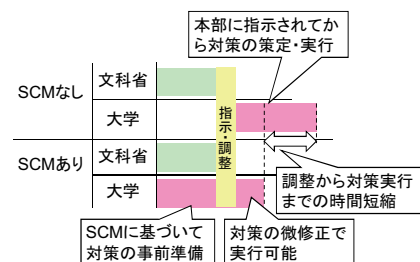 本部に指示されてか
ら対策の策定・実行
SCMなし
文科省
大学
指示・調整
SCMあり
文科省
大学
調整から対策実行
までの時間短縮
SCMに基づいて
対策の事前準備
対策の微修正で
実行可能